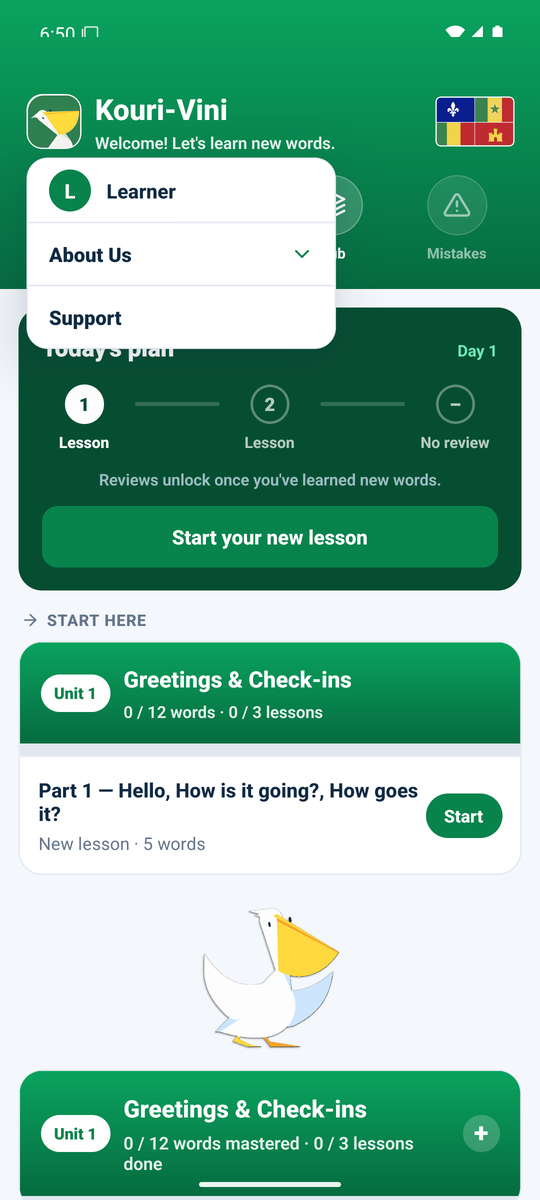 6:50
Kouri-Vini
Welcome! Let's learn new words.
L Learner
About Us
Support
Mistakes
Today's plan
Day 1
1
2
–
Lesson
Lesson
No review
Reviews unlock once you've learned new words.
Start your new lesson
START HERE
Unit 1
Greetings & Check-ins
0 / 12 words · 0 / 3 lessons
Part 1 — Hello, How is it going?, How goes
it?
New lesson · 5 words
Start
Unit 1
Greetings & Check-ins
0 / 12 words mastered · 0 / 3 lessons
done